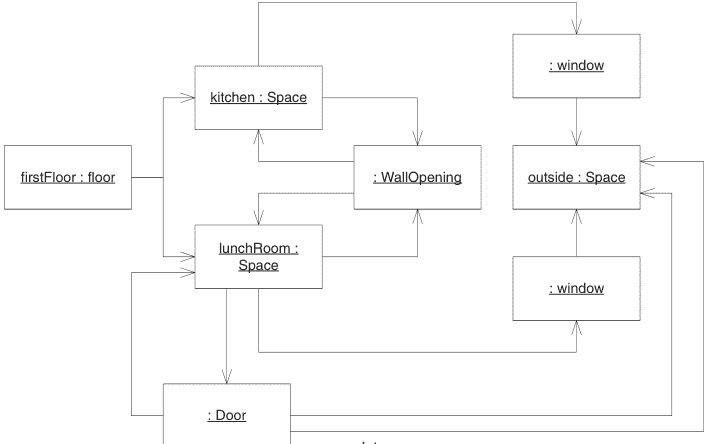 : window
kitchen : Space
firstFloor : floor
: WallOpening
outside : Space
lunchRoom :
Space
: window
: Door